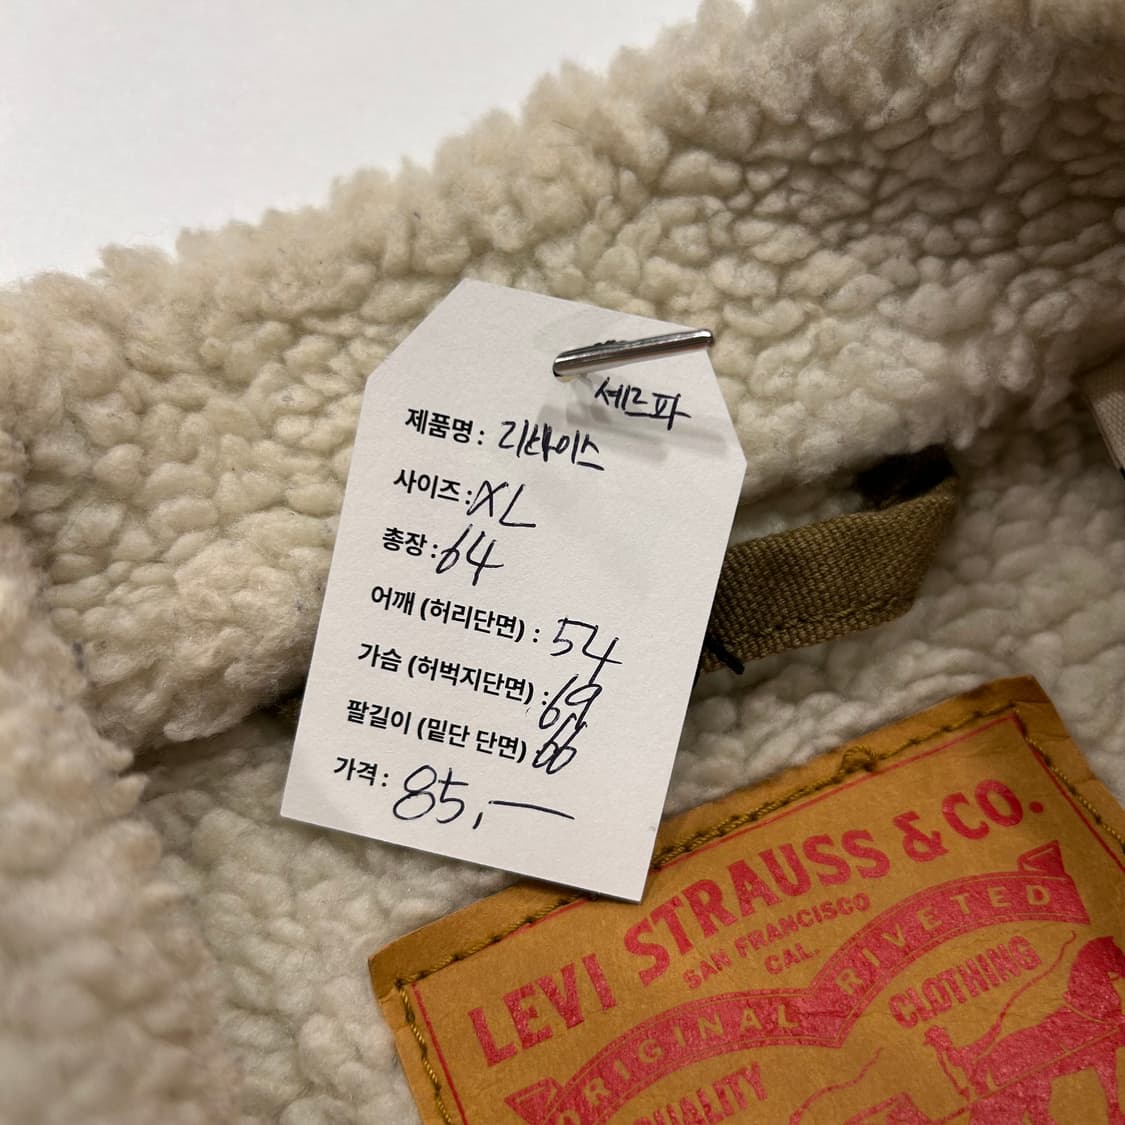 세르파
제품명: 리바이스
사이즈: XL
총장: 64
어깨 (허리단면) : 54
가슴 (허벅지단면) : 69
팔길이 (밑단 단면) 66
가격: 85,—
LEVI STRAUSS & CO.
SAN FRANCISCO
CAL.
ORIGINAL RIVETED
QUALITY CLOTHING